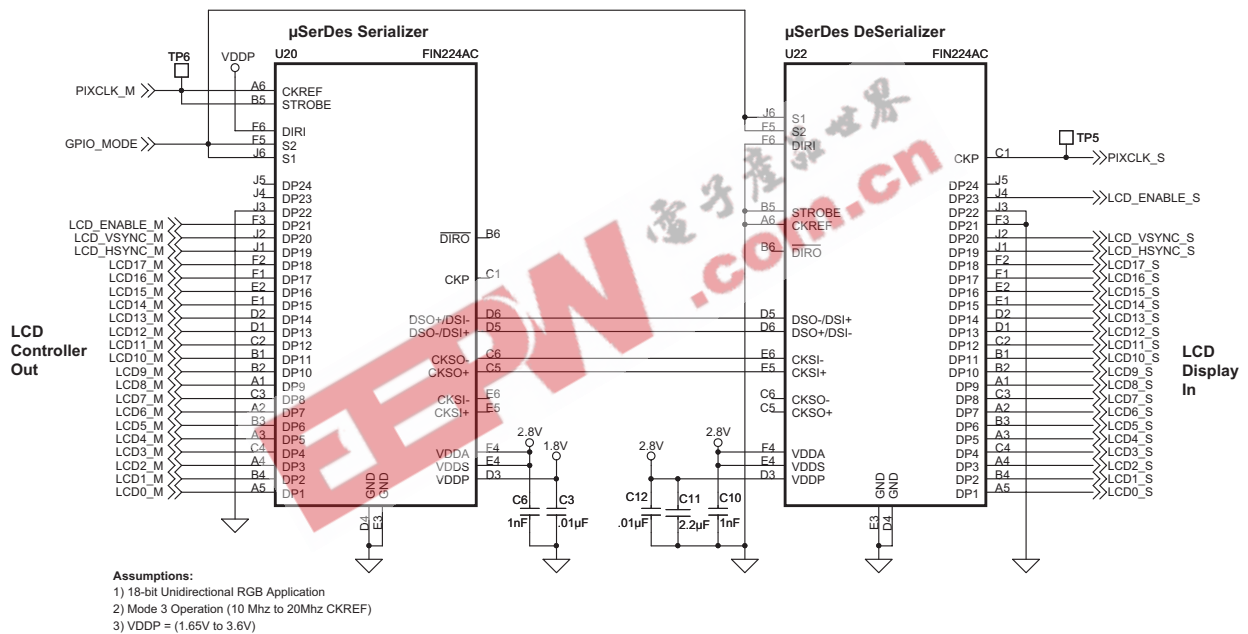 µSerDes Serializer
U20 FIN224AC
TP6
VDDP
PIXCLK_M
GPIO_MODE
A6 CKREF
B5 STROBE
F6 DIRI
F5 S2
J6 S1
J5 DP24
J4 DP23
J3 DP22
LCD_ENABLE_M F3 DP21
LCD_VSYNC_M J2 DP20
LCD_HSYNC_M J1 DP19
LCD17_M F2 DP18
LCD16_M F1 DP17
LCD15_M E2 DP16
LCD14_M E1 DP15
LCD13_M D2 DP14
LCD12_M D1 DP13
LCD11_M C2 DP12
LCD10_M B1 DP11
LCD9_M B2 DP10
LCD8_M A1 DP9
LCD7_M C3 DP8
LCD6_M A2 DP7
LCD5_M B3 DP6
LCD4_M A3 DP5
LCD3_M C4 DP4
LCD2_M A4 DP3
LCD1_M B4 DP2
LCD0_M A5 DP1
LCD
Controller
Out
DIRO B6
CKP C1
DSO+/DSI- D6
DSO-/DSI+ D5
CKSO- C6
CKSO+ C5
CKSI- E6
CKSI+ E5
VDDA F4
VDDS E4
VDDP D3
GND GND
D4 E3
2.8V
1.8V
C6
1nF
C3
.01µF
µSerDes DeSerializer
U22 FIN224AC
J6 S1
F5 S2
F6 DIRI
B5 STROBE
A6 CKREF
B6 DIRO
D5 DSO-/DSI+
D6 DSO+/DSI-
E6 CKSI-
E5 CKSI+
C6 CKSO-
C5 CKSO+
F4 VDDA
E4 VDDS
D3 VDDP
2.8V
2.8V
C12
.01µF
C11
2.2µF
C10
1nF
GND GND
E3 D4
TP5
CKP C1 PIXCLK_S
DP24 J5
DP23 J4 LCD_ENABLE_S
DP22 J3
DP21 F3
DP20 J2 LCD_VSYNC_S
DP19 J1 LCD_HSYNC_S
DP18 F2 LCD17_S
DP17 F1 LCD16_S
DP16 E2 LCD15_S
DP15 E1 LCD14_S
DP14 D2 LCD13_S
DP13 D1 LCD12_S
DP12 C2 LCD11_S
DP11 B1 LCD10_S
DP10 B2 LCD9_S
DP9 A1 LCD8_S
DP8 C3 LCD7_S
DP7 A2 LCD6_S
DP6 B3 LCD5_S
DP5 A3 LCD4_S
DP4 C4 LCD3_S
DP3 A4 LCD2_S
DP2 B4 LCD1_S
DP1 A5 LCD0_S
LCD
Display
In
EEPW
.com.cn
電子產品世界
Assumptions:
1) 18-bit Unidirectional RGB Application
2) Mode 3 Operation (10 Mhz to 20Mhz CKREF)
3) VDDP = (1.65V to 3.6V)